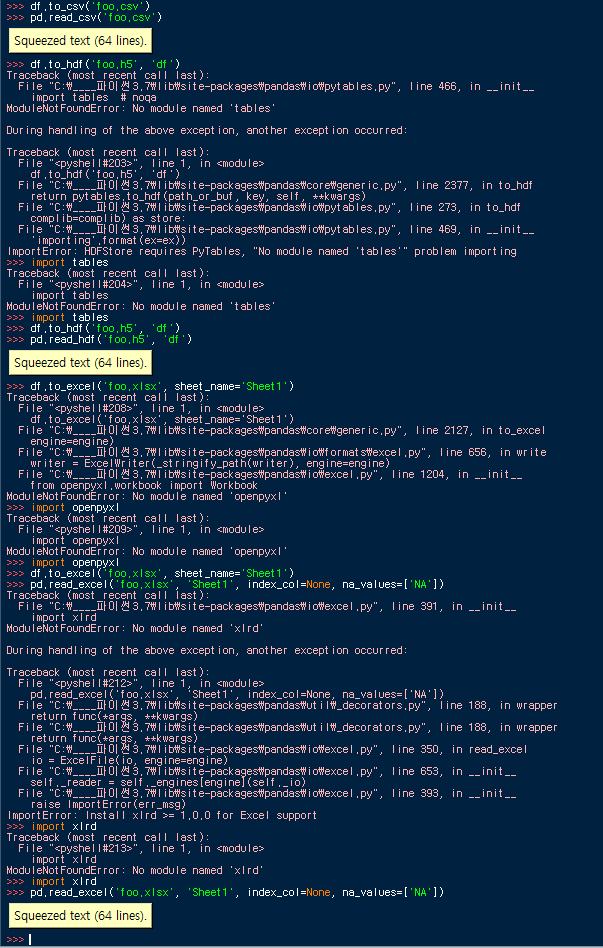 >>> df.to_csv('foo.csv')
>>> pd.read_csv('foo.csv')
Squeezed text (64 lines).
>>> df.to_hdf('foo.h5', 'df')
Traceback (most recent call last):
  File "C:₩____파이썬3.7₩lib₩site-packages₩pandas₩io₩pytables.py", line 466, in __init__
    import tables  # noqa
ModuleNotFoundError: No module named 'tables'
During handling of the above exception, another exception occurred:
Traceback (most recent call last):
  File "<pyshell#203>", line 1, in <module>
    df.to_hdf('foo.h5', 'df')
  File "C:₩____파이썬3.7₩lib₩site-packages₩pandas₩core₩generic.py", line 2377, in to_hdf
    return pytables.to_hdf(path_or_buf, key, self, **kwargs)
  File "C:₩____파이썬3.7₩lib₩site-packages₩pandas₩io₩pytables.py", line 273, in to_hdf
    complib=complib) as store:
  File "C:₩____파이썬3.7₩lib₩site-packages₩pandas₩io₩pytables.py", line 469, in __init__
    'importing'.format(ex=ex))
ImportError: HDFStore requires PyTables, "No module named 'tables'" problem importing
>>> import tables
Traceback (most recent call last):
  File "<pyshell#204>", line 1, in <module>
    import tables
ModuleNotFoundError: No module named 'tables'
>>> import tables
>>> df.to_hdf('foo.h5', 'df')
>>> pd.read_hdf('foo.h5', 'df')
Squeezed text (64 lines).
>>> df.to_excel('foo.xlsx', sheet_name='Sheet1')
Traceback (most recent call last):
  File "<pyshell#208>", line 1, in <module>
    df.to_excel('foo.xlsx', sheet_name='Sheet1')
  File "C:₩____파이썬3.7₩lib₩site-packages₩pandas₩core₩generic.py", line 2127, in to_excel
    engine=engine)
  File "C:₩____파이썬3.7₩lib₩site-packages₩pandas₩io₩formats₩excel.py", line 656, in write
    writer = ExcelWriter(_stringify_path(writer), engine=engine)
  File "C:₩____파이썬3.7₩lib₩site-packages₩pandas₩io₩excel.py", line 1204, in __init__
    from openpyxl.workbook import Workbook
ModuleNotFoundError: No module named 'openpyxl'
>>> import openpyxl
Traceback (most recent call last):
  File "<pyshell#209>", line 1, in <module>
    import openpyxl
ModuleNotFoundError: No module named 'openpyxl'
>>> import openpyxl
>>> df.to_excel('foo.xlsx', sheet_name='Sheet1')
>>> pd.read_excel('foo.xlsx', 'Sheet1', index_col=None, na_values=['NA'])
Traceback (most recent call last):
  File "C:₩____파이썬3.7₩lib₩site-packages₩pandas₩io₩excel.py", line 391, in __init__
    import xlrd
ModuleNotFoundError: No module named 'xlrd'
During handling of the above exception, another exception occurred:
Traceback (most recent call last):
  File "<pyshell#212>", line 1, in <module>
    pd.read_excel('foo.xlsx', 'Sheet1', index_col=None, na_values=['NA'])
  File "C:₩____파이썬3.7₩lib₩site-packages₩pandas₩util₩_decorators.py", line 188, in wrapper
    return func(*args, **kwargs)
  File "C:₩____파이썬3.7₩lib₩site-packages₩pandas₩util₩_decorators.py", line 188, in wrapper
    return func(*args, **kwargs)
  File "C:₩____파이썬3.7₩lib₩site-packages₩pandas₩io₩excel.py", line 350, in read_excel
    io = ExcelFile(io, engine=engine)
  File "C:₩____파이썬3.7₩lib₩site-packages₩pandas₩io₩excel.py", line 653, in __init__
    self._reader = self._engines[engine](self._io)
  File "C:₩____파이썬3.7₩lib₩site-packages₩pandas₩io₩excel.py", line 393, in __init__
    raise ImportError(err_msg)
ImportError: Install xlrd >= 1.0.0 for Excel support
>>> import xlrd
Traceback (most recent call last):
  File "<pyshell#213>", line 1, in <module>
    import xlrd
ModuleNotFoundError: No module named 'xlrd'
>>> import xlrd
>>> pd.read_excel('foo.xlsx', 'Sheet1', index_col=None, na_values=['NA'])
Squeezed text (64 lines).
>>>